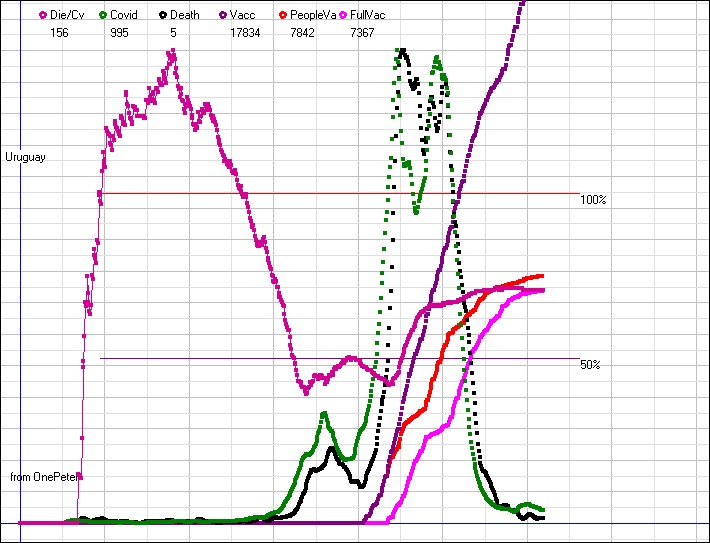 Die/Cv Covid Death Vacc PeopleVa FullVac
156 995 5 17834 7842 7367
Uruguay
100%
50%
from OnePeter